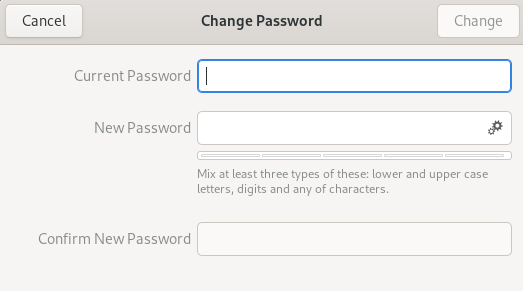 Cancel Change Password Change
Current Password
New Password
Mix at least three types of these: lower and upper case
letters, digits and any of characters.
Confirm New Password